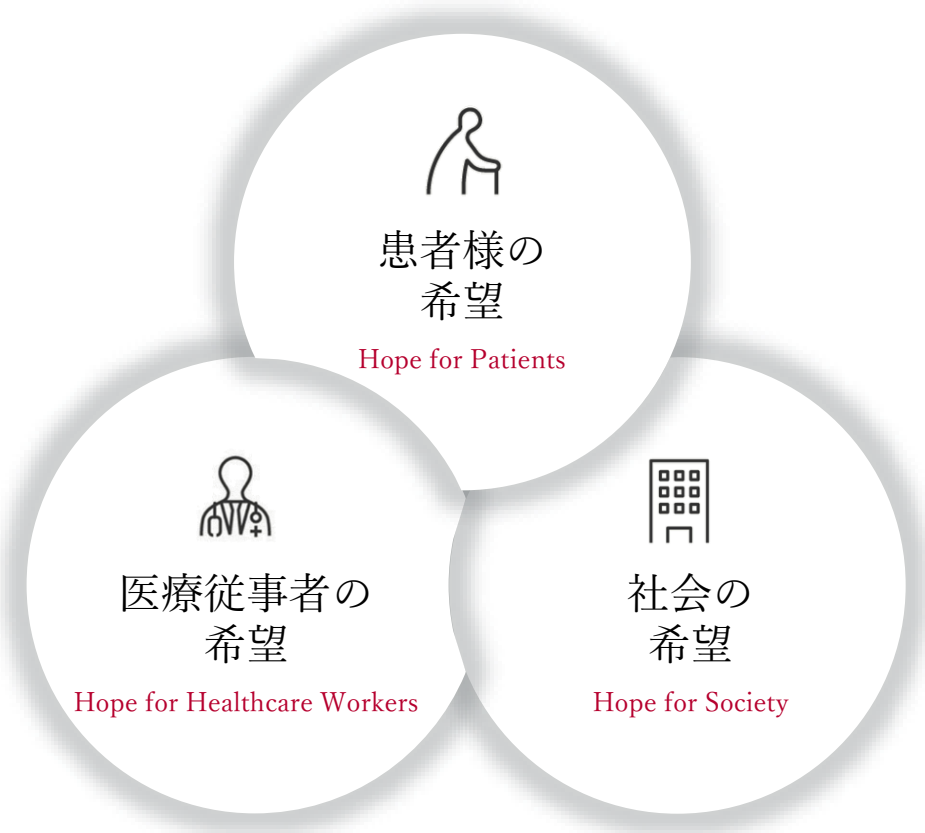 患者様の
希望
Hope for Patients
医療従事者の
希望
Hope for Healthcare Workers
社会の
希望
Hope for Society